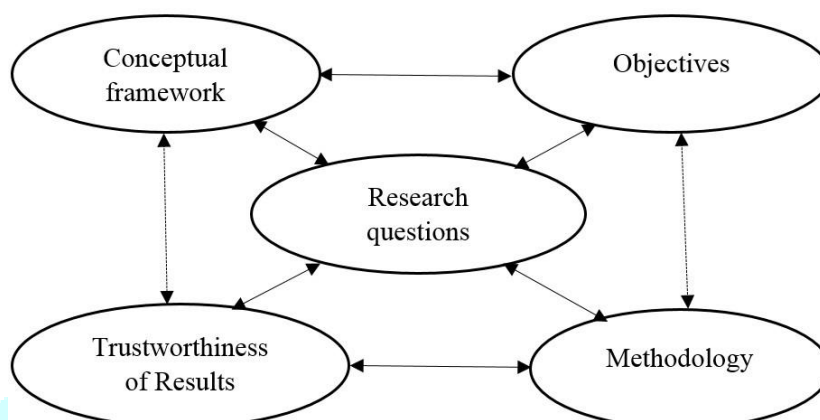 Conceptual
framework
Objectives
Research
questions
Trustworthiness
of Results
Methodology